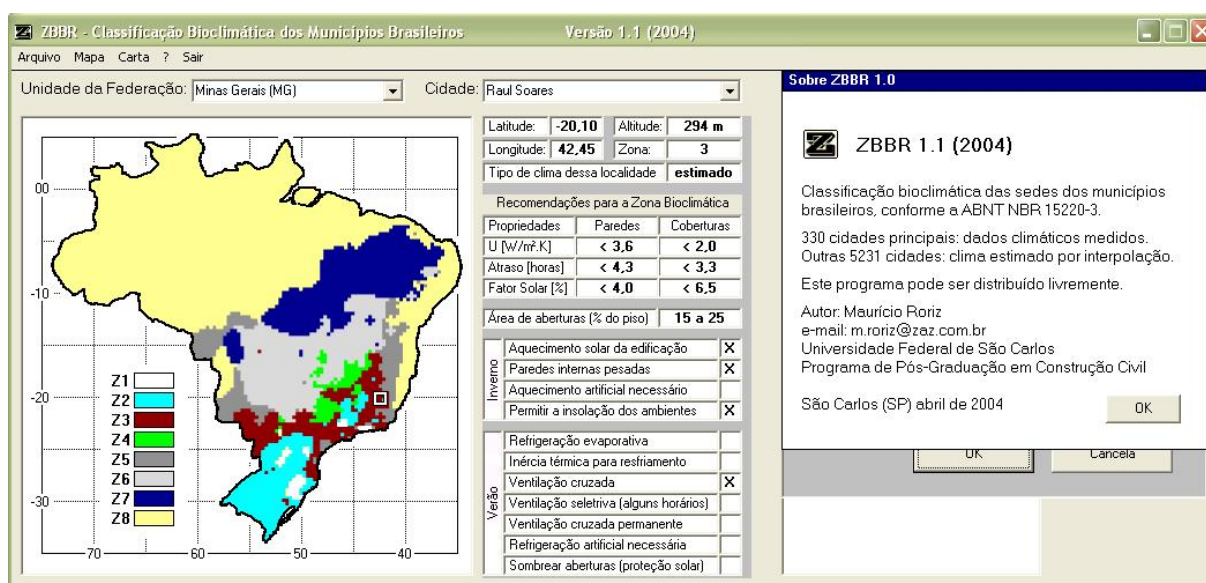 ZBBR - Classificação Bioclimática dos Municípios Brasileiros Versão 1.1 (2004)
Arquivo Mapa Carta ? Sair
Unidade da Federação: Minas Gerais (MG) Cidade: Raul Soares
Latitude: -20,10 Altitude: 294 m
Longitude: 42,45 Zona: 3
Tipo de clima dessa localidade estimado
Recomendações para a Zona Bioclimática
Propriedades Paredes Coberturas
U [W/m².K] < 3,6 < 2,0
Atraso [horas] < 4,3 < 3,3
Fator Solar [%] < 4,0 < 6,5
Área de aberturas (% do piso) 15 a 25
Inverno
Aquecimento solar da edificação X
Paredes internas pesadas X
Aquecimento artificial necessário
Permitir a insolação dos ambientes X
Verão
Refrigeração evaporativa
Inércia térmica para resfriamento
Ventilação cruzada X
Ventilação seletriva (alguns horários)
Ventilação cruzada permanente
Refrigeração artificial necessária
Sombrear aberturas (proteção solar)
00
-10
-20
-30
70 60 50 40
Z1
Z2
Z3
Z4
Z5
Z6
Z7
Z8
Sobre ZBBR 1.0
Z ZBBR 1.1 (2004)
Classificação bioclimática das sedes dos municípios
brasileiros, conforme a ABNT NBR 15220-3.
330 cidades principais: dados climáticos medidos.
Outras 5231 cidades: clima estimado por interpolação.
Este programa pode ser distribuído livremente.
Autor: Maurício Roriz
e-mail: m.roriz@zaz.com.br
Universidade Federal de São Carlos
Programa de Pós-Graduação em Construção Civil
São Carlos (SP) abril de 2004
OK
OK Cancela